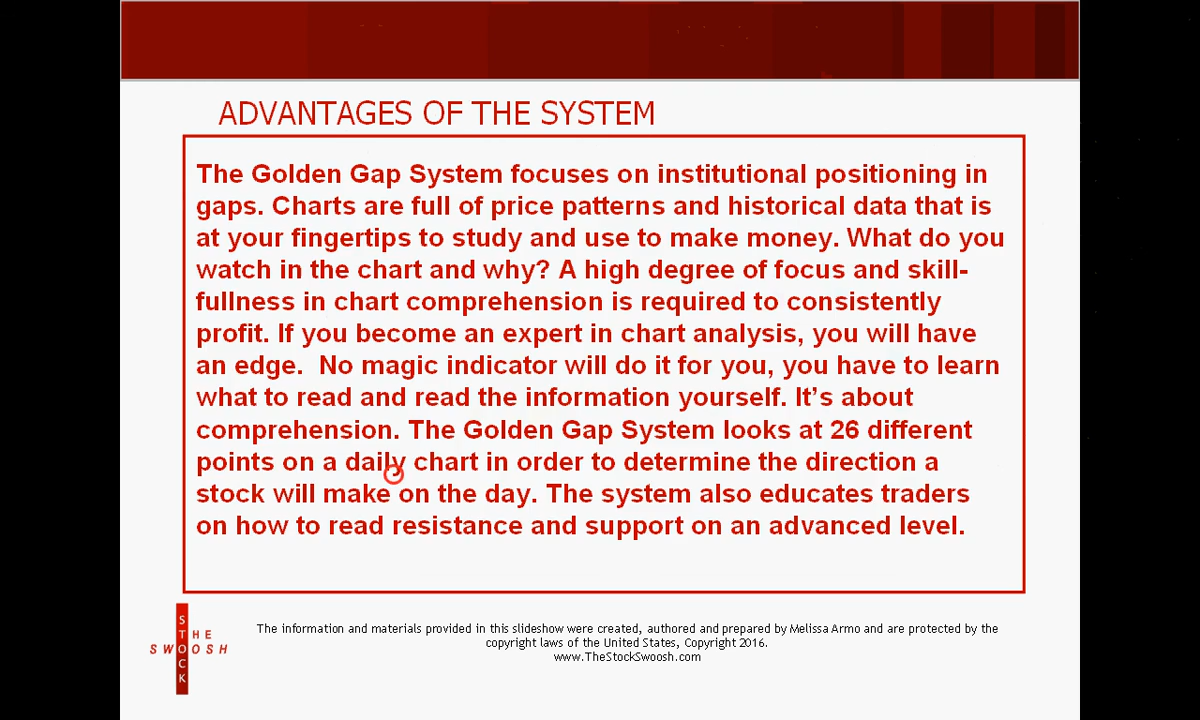 ADVANTAGES OF THE SYSTEM
The Golden Gap System focuses on institutional positioning in
gaps. Charts are full of price patterns and historical data that is
at your fingertips to study and use to make money. What do you
watch in the chart and why? A high degree of focus and skill-
fullness in chart comprehension is required to consistently
profit. If you become an expert in chart analysis, you will have
an edge.  No magic indicator will do it for you, you have to learn
what to read and read the information yourself. It’s about
comprehension. The Golden Gap System looks at 26 different
points on a daily chart in order to determine the direction a
stock will make on the day. The system also educates traders
on how to read resistance and support on an advanced level.
THE
STOCK
SWOOSH
The information and materials provided in this slideshow were created, authored and prepared by Melissa Armo and are protected by the
copyright laws of the United States, Copyright 2016.
www.TheStockSwoosh.com